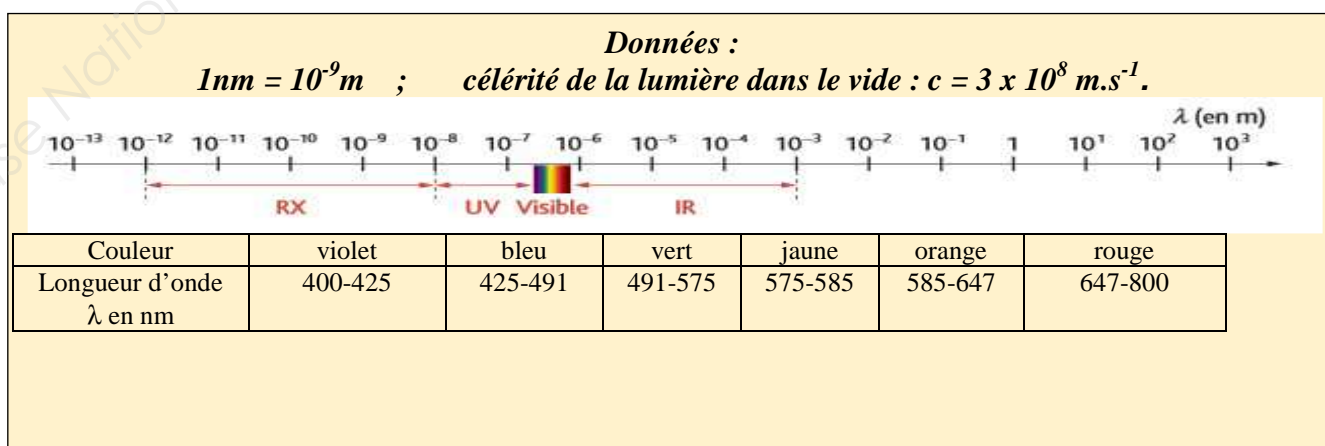 Données :
1nm = 10⁻⁹m ; célérité de la lumière dans le vide : c = 3 x 10⁸ m.s⁻¹.
λ (en m)
10⁻¹³ 10⁻¹² 10⁻¹¹ 10⁻¹⁰ 10⁻⁹ 10⁻⁸ 10⁻⁷ 10⁻⁶ 10⁻⁵ 10⁻⁴ 10⁻³ 10⁻² 10⁻¹ 1 10¹ 10² 10³
RX UV Visible IR
Couleur violet bleu vert jaune orange rouge
Longueur d’onde 400-425 425-491 491-575 575-585 585-647 647-800
λ en nm